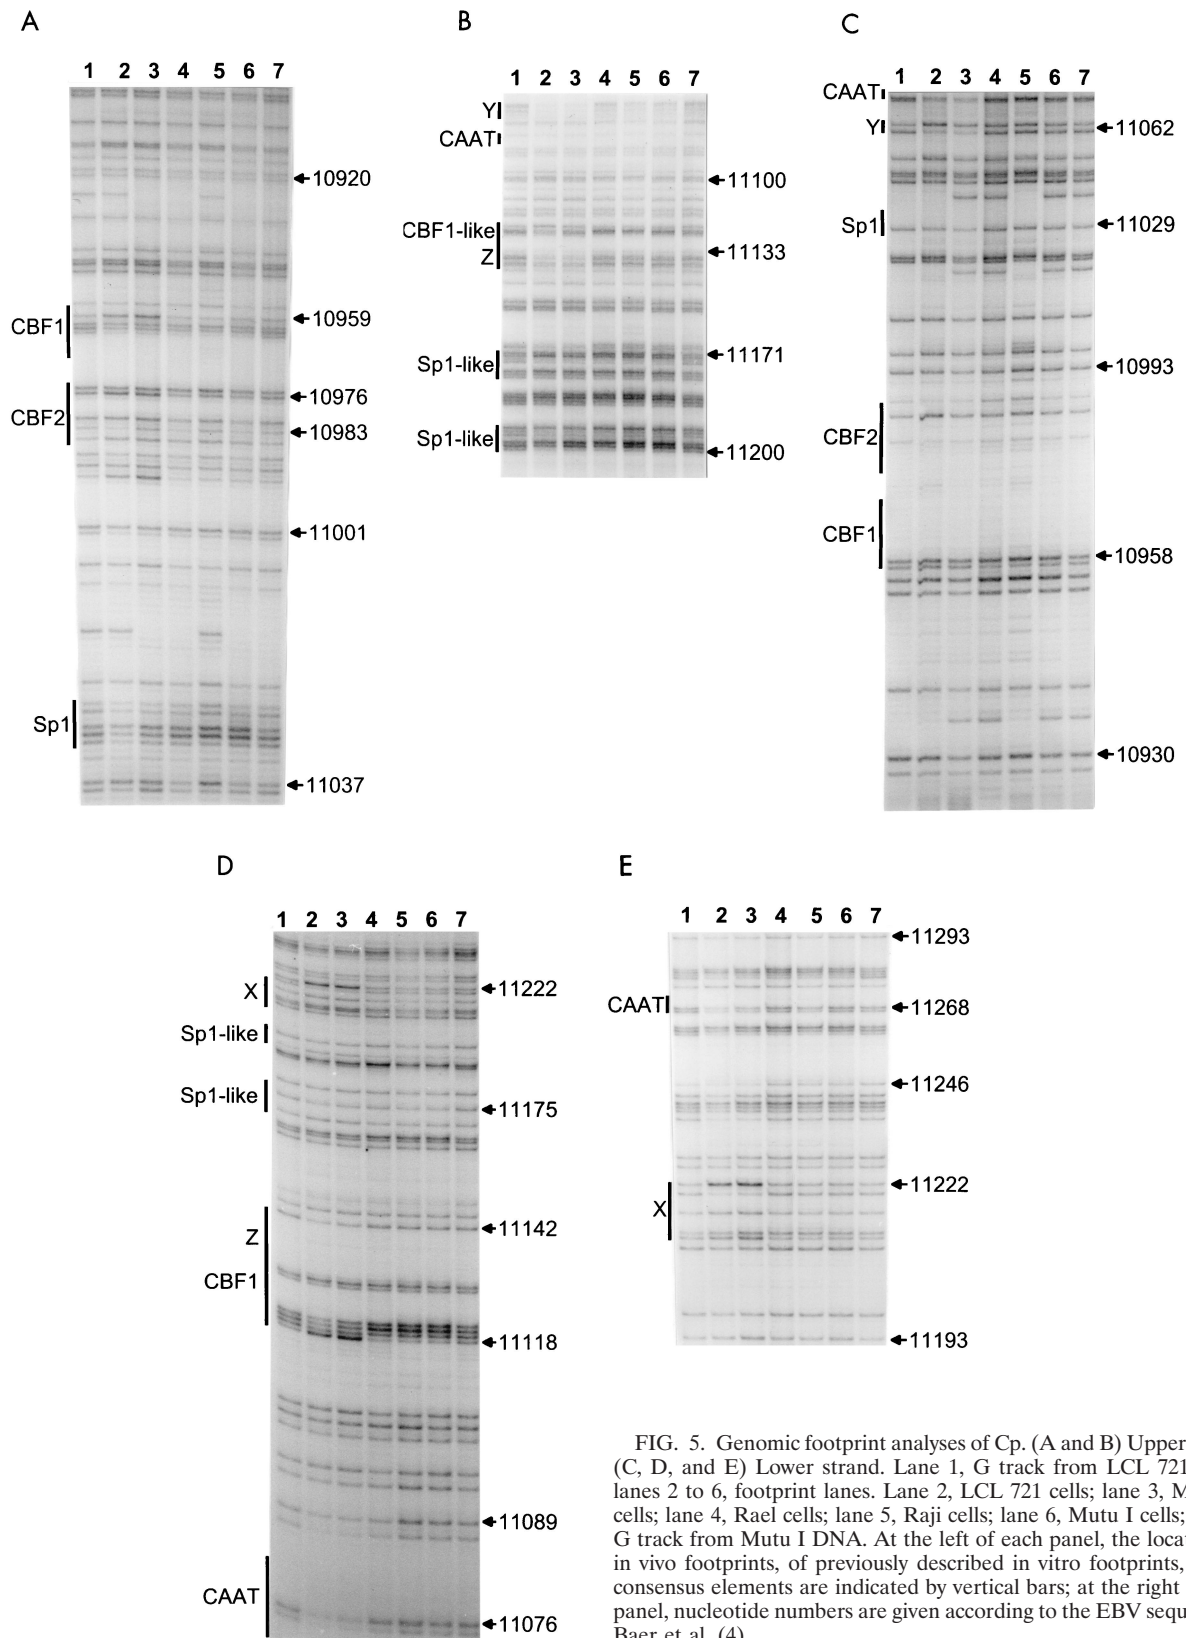 A
1 2 3 4 5 6 7
10920
CBF1
10959
CBF2
10976
10983
11001
Sp1
11037
B
1 2 3 4 5 6 7
Y
CAAT
11100
CBF1-like
Z
11133
Sp1-like
11171
Sp1-like
11200
C
1 2 3 4 5 6 7
CAAT
Y
11062
Sp1
11029
10993
CBF2
CBF1
10958
10930
D
1 2 3 4 5 6 7
X
11222
Sp1-like
Sp1-like
11175
Z
11142
CBF1
11118
11089
CAAT
11076
E
1 2 3 4 5 6 7
11293
CAAT
11268
11246
11222
X
11193
FIG. 5. Genomic footprint analyses of Cp. (A and B) Upper
(C, D, and E) Lower strand. Lane 1, G track from LCL 721
lanes 2 to 6, footprint lanes. Lane 2, LCL 721 cells; lane 3, M
cells; lane 4, Rael cells; lane 5, Raji cells; lane 6, Mutu I cells;
G track from Mutu I DNA. At the left of each panel, the loca
in vivo footprints, of previously described in vitro footprints,
consensus elements are indicated by vertical bars; at the right
panel, nucleotide numbers are given according to the EBV sequ
Baer et al. (4)